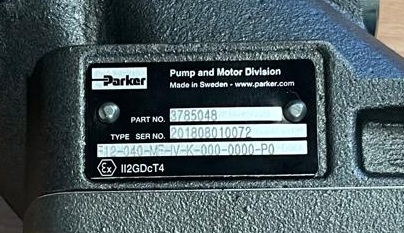 Parker
Pump and Motor Division
Made in Sweden - www.parker.com
PART NO. 3785048
TYPE SER NO. 201808010072
F12-040-MF-IV-K-000-0000-P0
Ex II2GDcT4